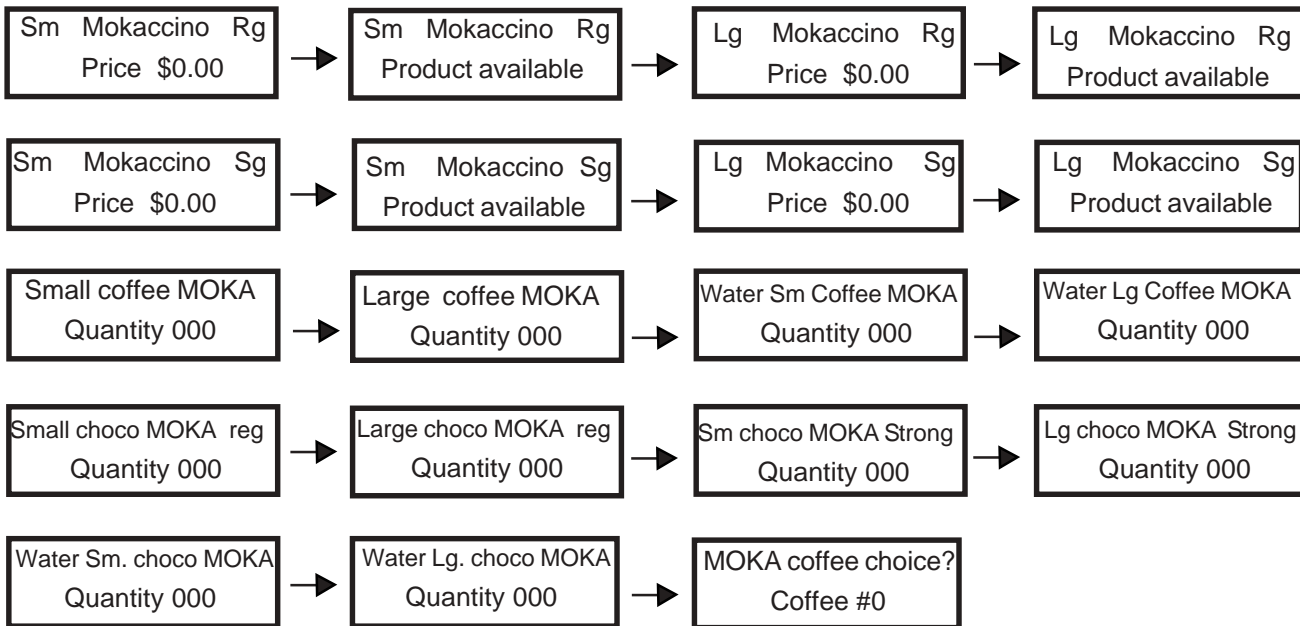 Sm Mokaccino Rg
Price $0.00
Sm Mokaccino Rg
Product available
Lg Mokaccino Rg
Price $0.00
Lg Mokaccino Rg
Product available
Sm Mokaccino Sg
Price $0.00
Sm Mokaccino Sg
Product available
Lg Mokaccino Sg
Price $0.00
Lg Mokaccino Sg
Product available
Small coffee MOKA
Quantity 000
Large coffee MOKA
Quantity 000
Water Sm Coffee MOKA
Quantity 000
Water Lg Coffee MOKA
Quantity 000
Small choco MOKA reg
Quantity 000
Large choco MOKA reg
Quantity 000
Sm choco MOKA Strong
Quantity 000
Lg choco MOKA Strong
Quantity 000
Water Sm. choco MOKA
Quantity 000
Water Lg. choco MOKA
Quantity 000
MOKA coffee choice?
Coffee #0